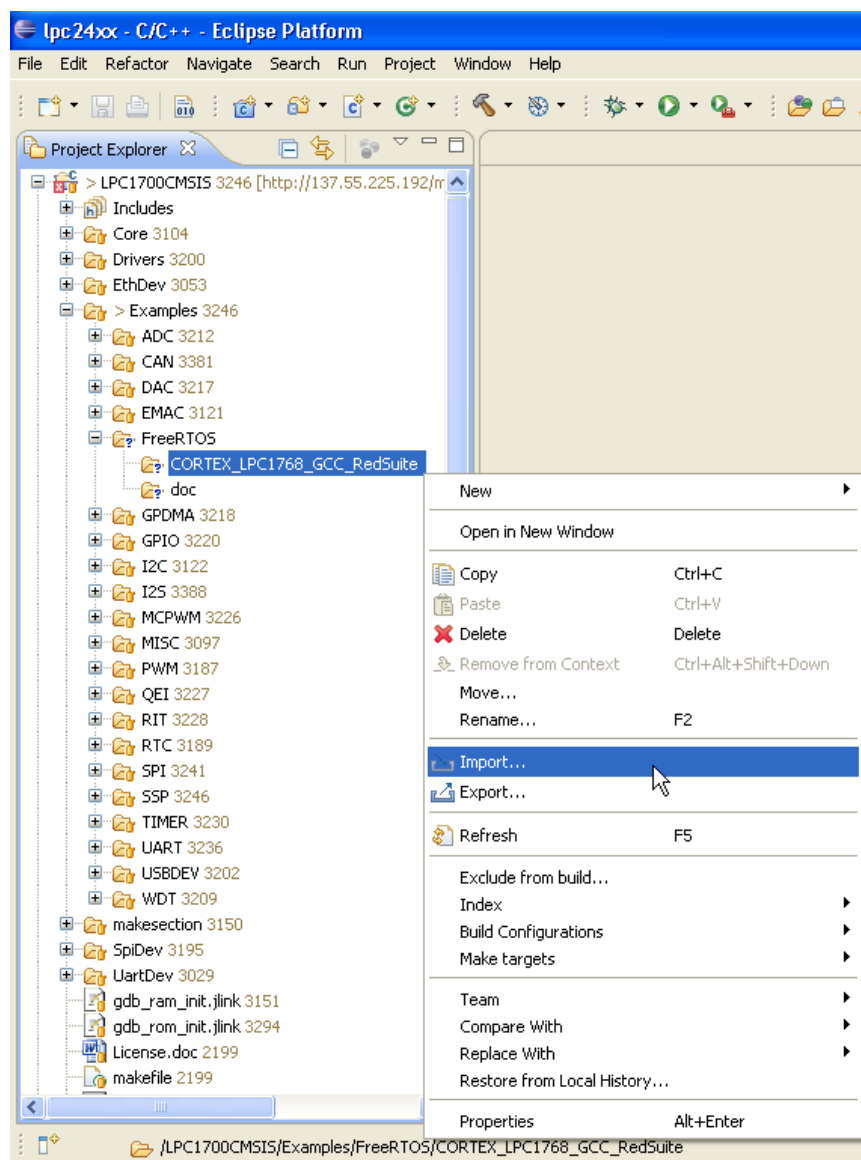 lpc24xx - C/C++ - Eclipse Platform
File Edit Refactor Navigate Search Run Project Window Help
Project Explorer
> LPC1700CMSIS 3246 [http://137.55.225.192/m
Includes
Core 3104
Drivers 3200
EthDev 3053
> Examples 3246
ADC 3212
CAN 3381
DAC 3217
EMAC 3121
FreeRTOS
CORTEX_LPC1768_GCC_RedSuite
doc
GPDMA 3218
GPIO 3220
I2C 3122
I2S 3388
MCPWM 3226
MISC 3097
PWM 3187
QEI 3227
RIT 3228
RTC 3189
SPI 3241
SSP 3246
TIMER 3230
UART 3236
USBDEV 3202
WDT 3209
makesection 3150
SpiDev 3195
UartDev 3029
gdb_ram_init.jlink 3151
gdb_rom_init.jlink 3294
License.doc 2199
makefile 2199
New
Open in New Window
Copy Ctrl+C
Paste Ctrl+V
Delete Delete
Remove from Context Ctrl+Alt+Shift+Down
Move...
Rename... F2
Import...
Export...
Refresh F5
Exclude from build...
Index
Build Configurations
Make targets
Team
Compare With
Replace With
Restore from Local History...
Properties Alt+Enter
/LPC1700CMSIS/Examples/FreeRTOS/CORTEX_LPC1768_GCC_RedSuite